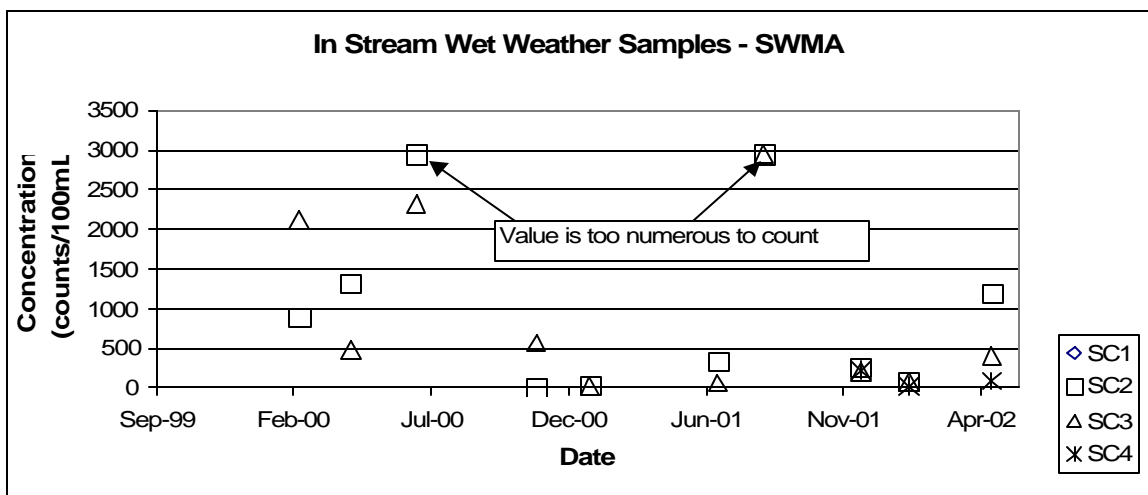 In Stream Wet Weather Samples - SWMA
Concentration
(counts/100mL
3500
3000
2500
2000
1500
1000
500
0
Value is too numerous to count
Sep-99 Feb-00 Jul-00 Dec-00 Jun-01 Nov-01 Apr-02
Date
SC1
SC2
SC3
SC4